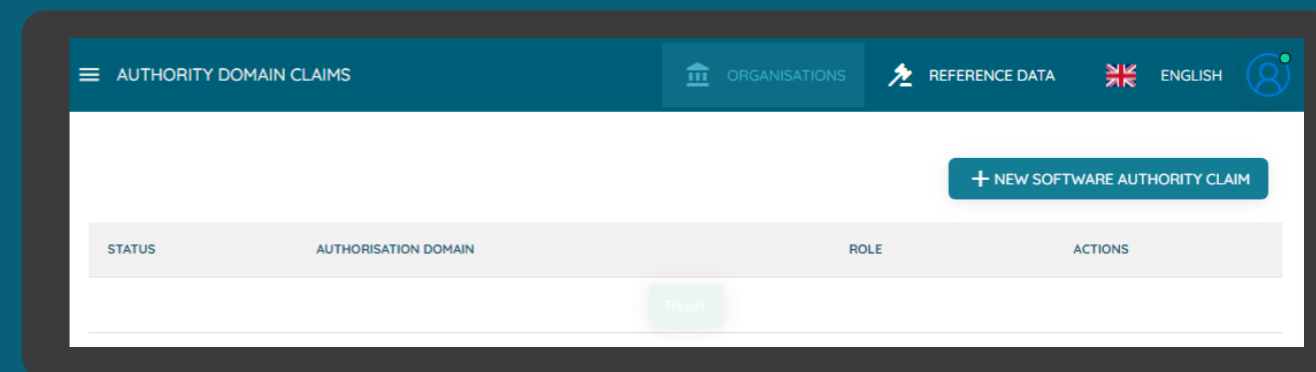 AUTHORITY DOMAIN CLAIMS ORGANISATIONS REFERENCE DATA ENGLISH
+ NEW SOFTWARE AUTHORITY CLAIM
STATUS AUTHORISATION DOMAIN ROLE ACTIONS
Reset